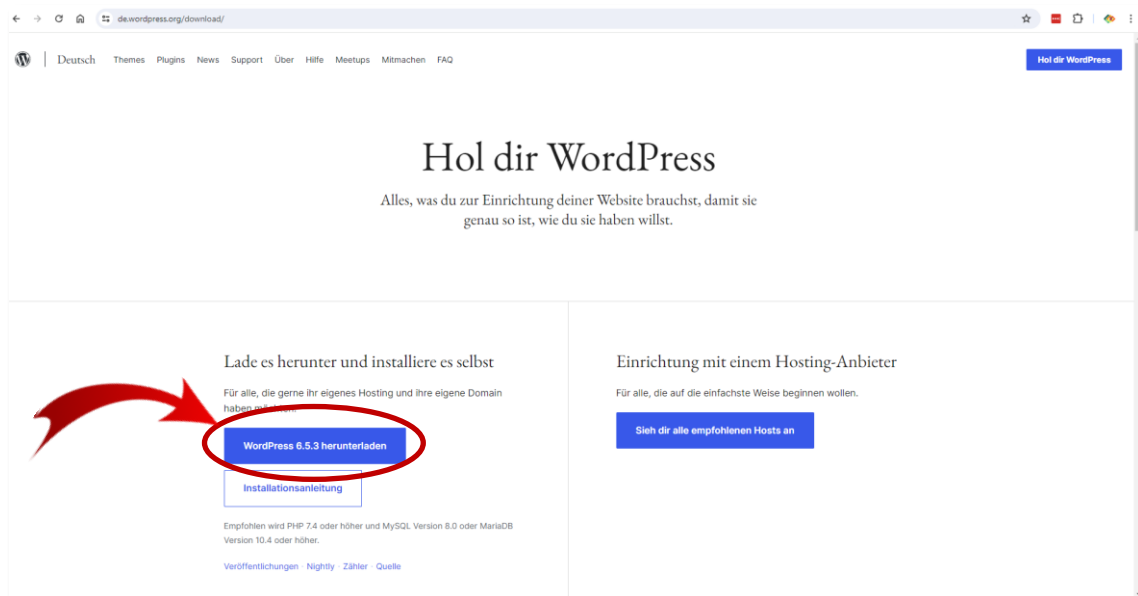 de.wordpress.org/download/
Deutsch Themes Plugins News Support Über Hilfe Meetups Mitmachen FAQ
Hol dir WordPress
Hol dir WordPress
Alles, was du zur Einrichtung deiner Website brauchst, damit sie
genau so ist, wie du sie haben willst.
Lade es herunter und installiere es selbst
Für alle, die gerne ihr eigenes Hosting und ihre eigene Domain
haben
WordPress 6.5.3 herunterladen
Installationsanleitung
Empfohlen wird PHP 7.4 oder höher und MySQL Version 8.0 oder MariaDB
Version 10.4 oder höher.
Veröffentlichungen · Nightly · Zähler · Quelle
Einrichtung mit einem Hosting-Anbieter
Für alle, die auf die einfachste Weise beginnen wollen.
Sieh dir alle empfohlenen Hosts an